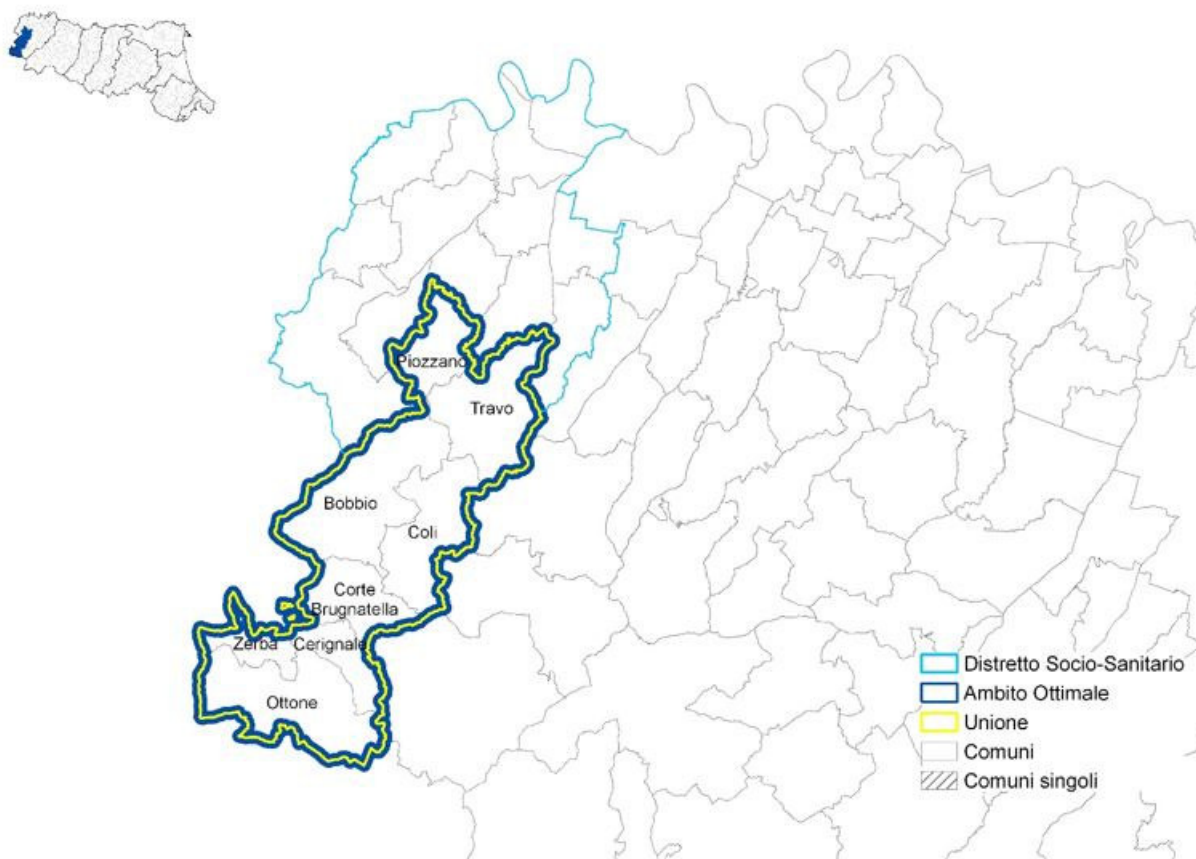 Piozzano
Travo
Bobbio
Coli
Corte
Brugnatella
Zerba
Cerignale
Ottone
Distretto Socio-Sanitario
Ambito Ottimale
Unione
Comuni
Comuni singoli